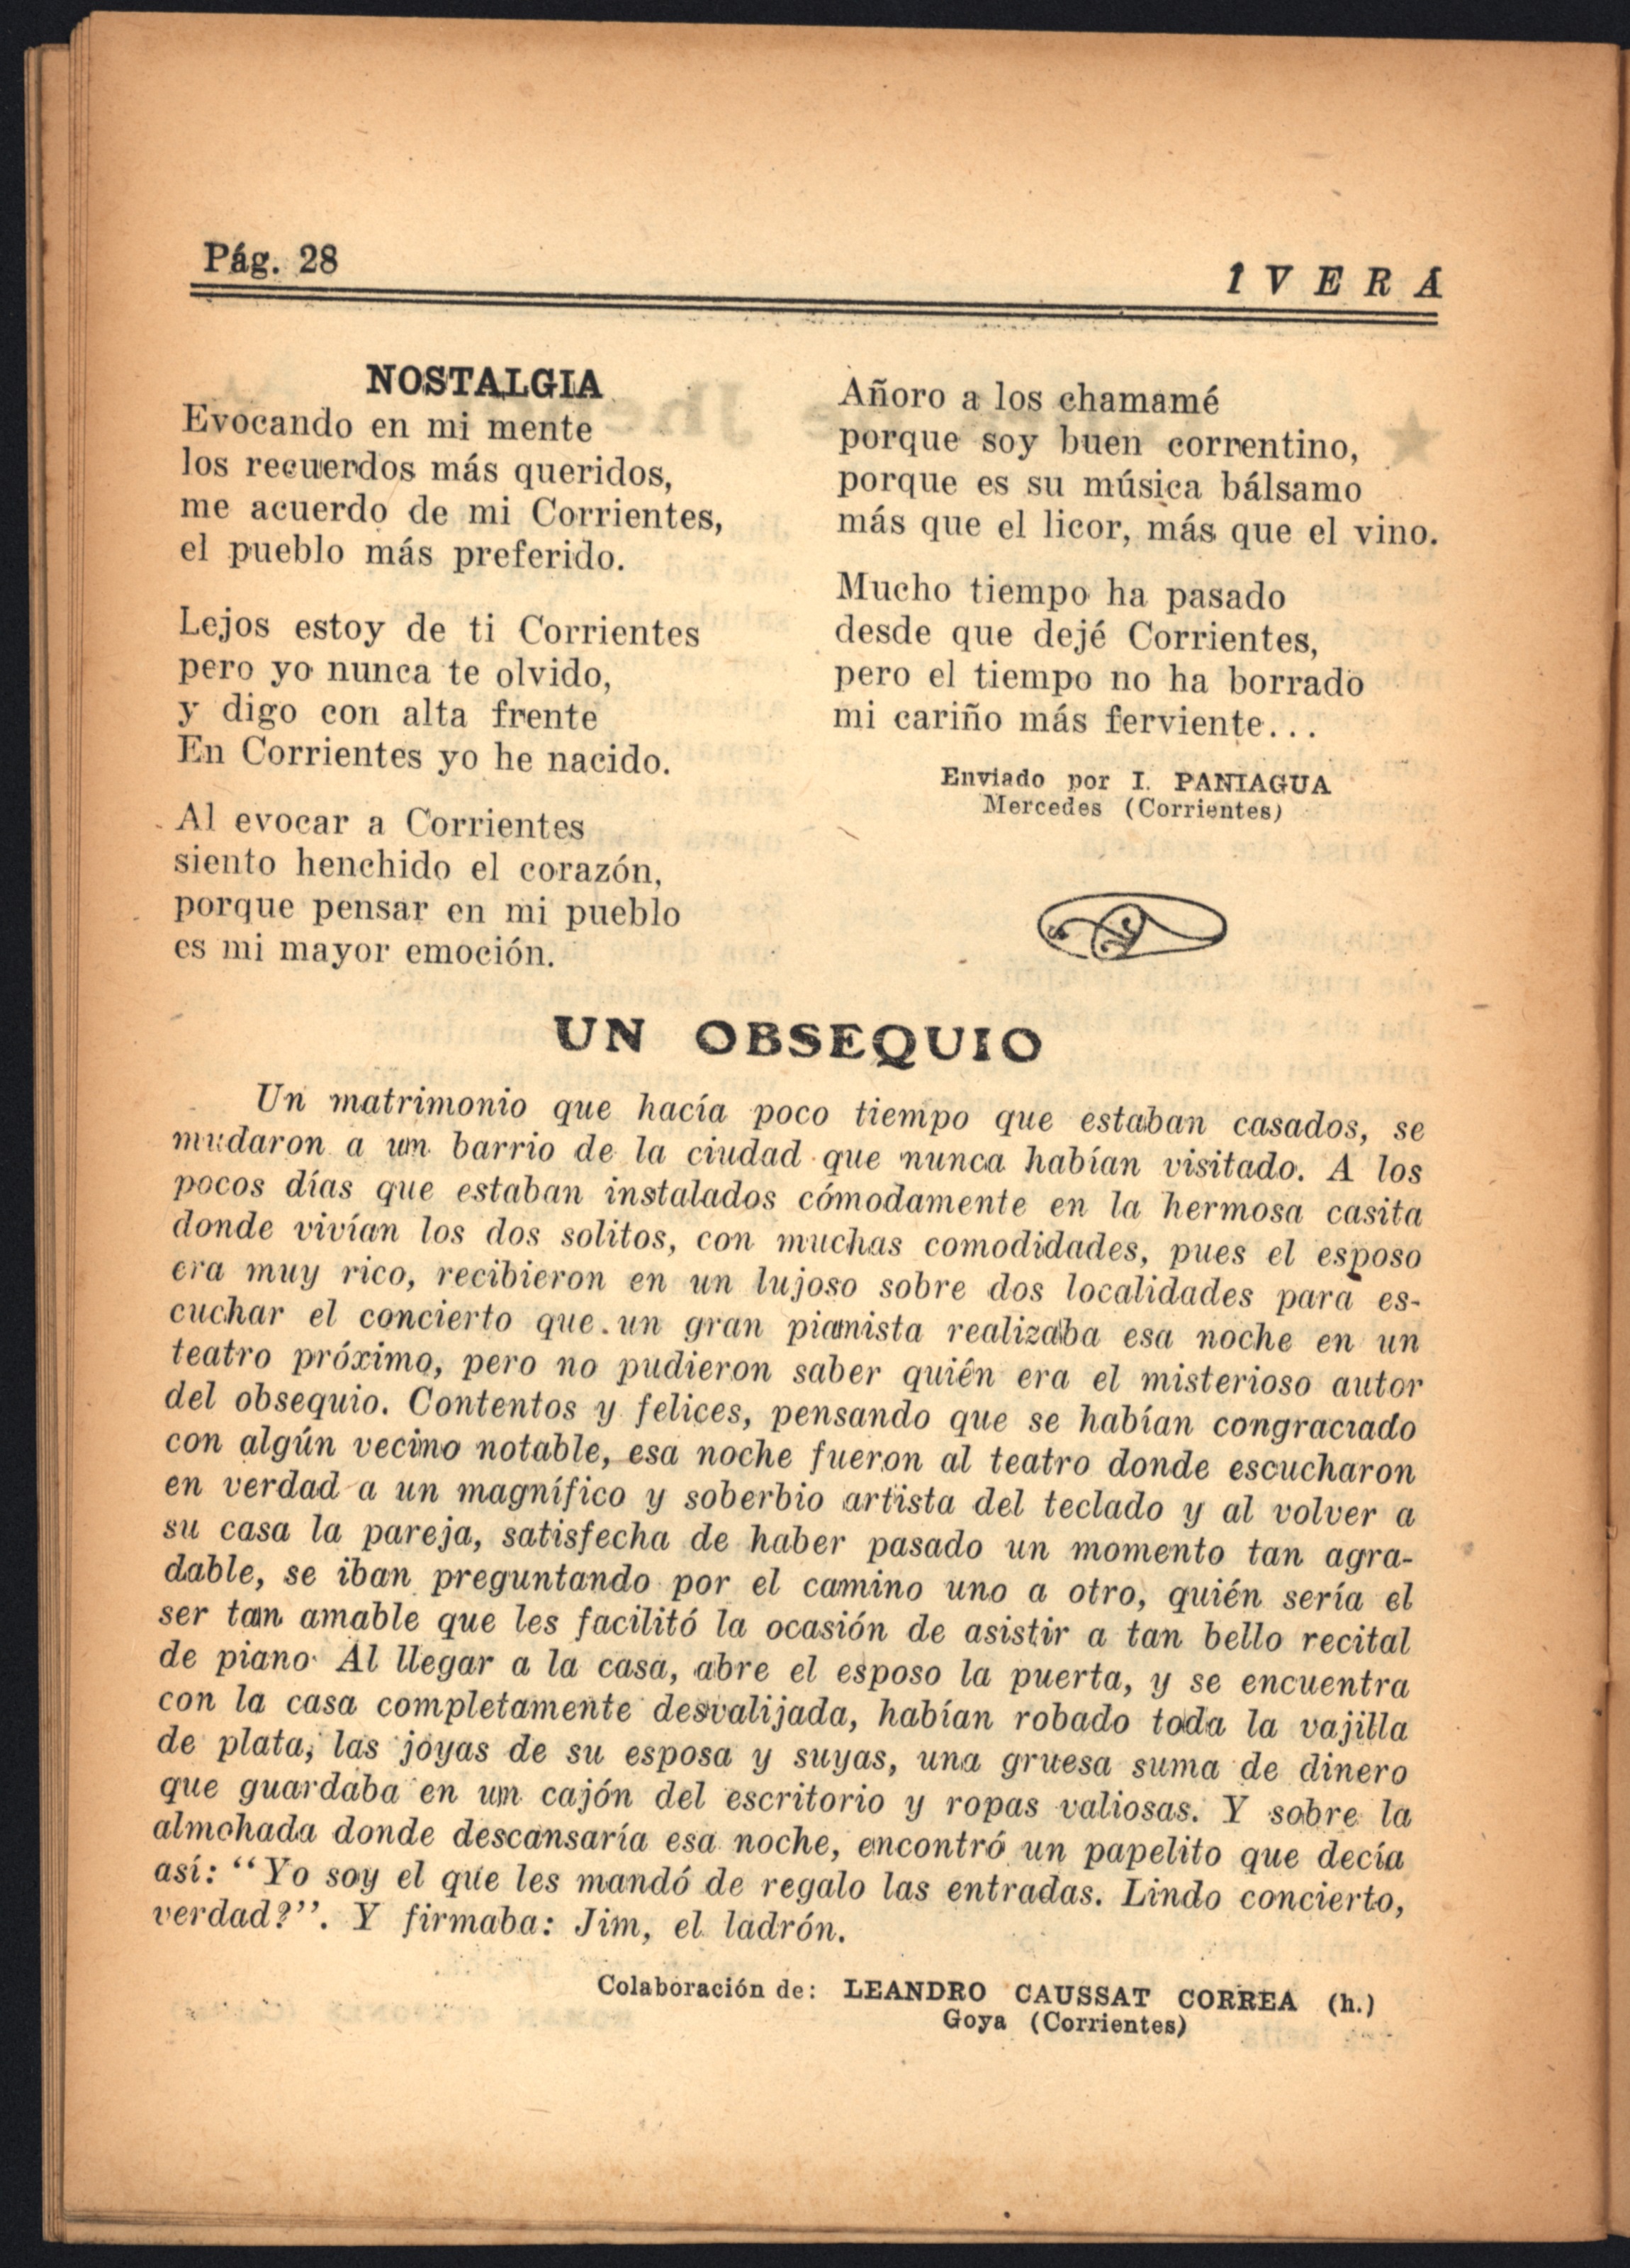 Pág. 28
IVERÁ
NOSTALGIA
Evocando en mi mente
los recuerdos más queridos,
me acuerdo de mi Corrientes,
el pueblo más preferido.
Lejos estoy de ti Corrientes
pero yo nunca te olvido,
y digo con alta frente
En Corrientes yo he nacido.
Al evocar a Corrientes
siento henchido el corazón,
porque pensar en mi pueblo
es mi mayor emoción.
Añoro a los chamamé
porque soy buen correntino,
porque es su música bálsamo
más que el licor, más que el vino.
Mucho tiempo ha pasado
desde que dejé Corrientes,
pero el tiempo no ha borrado
mi cariño más ferviente...
Enviado por I. PANIAGUA
Mercedes (Corrientes)
UN OBSEQUIO
Un matrimonio que hacía poco tiempo que estaban casados, se
mudaron a un barrio de la ciudad que nunca habían visitado. A los
pocos días que estaban instalados cómodamente en la hermosa casita
donde vivían los dos solitos, con muchas comodidades, pues el esposo
era muy rico, recibieron en un lujoso sobre dos localidades para es-
cuchar el concierto que un gran pianista realizaba esa noche en un
teatro próximo, pero no pudieron saber quién era el misterioso autor
del obsequio. Contentos y felices, pensando que se habían congraciado
con algún vecino notable, esa noche fueron al teatro donde escucharon
en verdad a un magnífico y soberbio artista del teclado y al volver a
su casa la pareja, satisfecha de haber pasado un momento tan agra-
dable, se iban preguntando por el camino uno a otro, quién sería el
ser tan amable que les facilitó la ocasión de asistir a tan bello recital
de piano. Al llegar a la casa, abre el esposo la puerta, y se encuentra
con la casa completamente desvalijada, habían robado toda la vajilla
de plata, las joyas de su esposa y suyas, una gruesa suma de dinero
que guardaba en un cajón del escritorio y ropas valiosas. Y sobre la
almohada donde descansaría esa noche, encontró un papelito que decía
así: "Yo soy el que les mandó de regalo las entradas. Lindo concierto,
verdad?". Y firmaba: Jim, el ladrón.
Colaboración de: LEANDRO CAUSSAT CORREA (h.)
Goya (Corrientes)